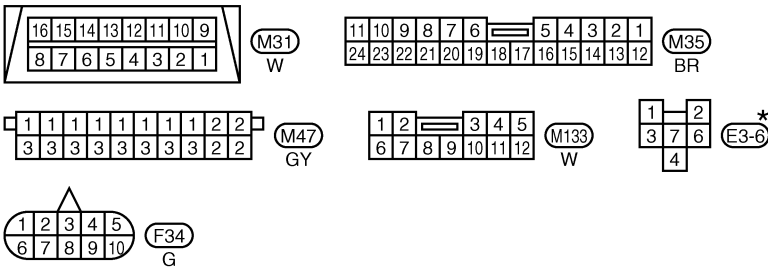 16 15 14 13 12 11 10 9
8 7 6 5 4 3 2 1
M31
W
11 10 9 8 7 6 5 4 3 2 1
24 23 22 21 20 19 18 17 16 15 14 13 12
M35
BR
1 1 1 1 1 1 1 1 2 2
3 3 3 3 3 3 3 3 2 2
M47
GY
1 2 3 4 5
6 7 8 9 10 11 12
M133
W
1 2
3 7 6
4
*
E3-6
1 2 3 4 5
6 7 8 9 10
F34
G